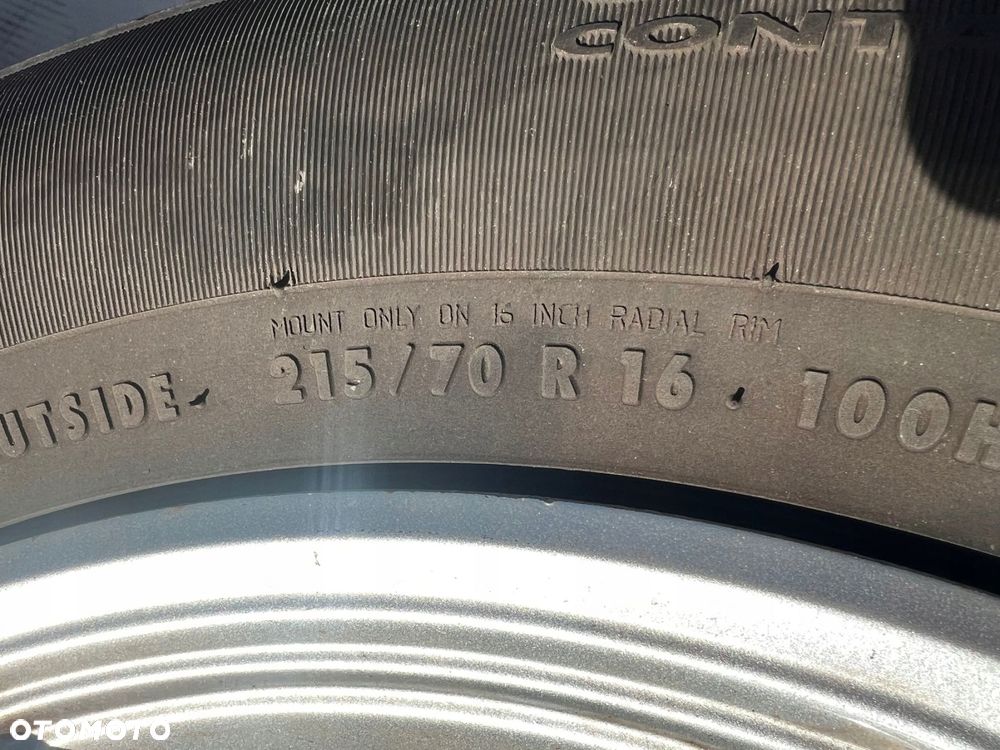 CONT
MOUNT ONLY ON 16 INCH RADIAL RIM
UTSIDE 215/70 R 16 . 100H
OTOMOTO